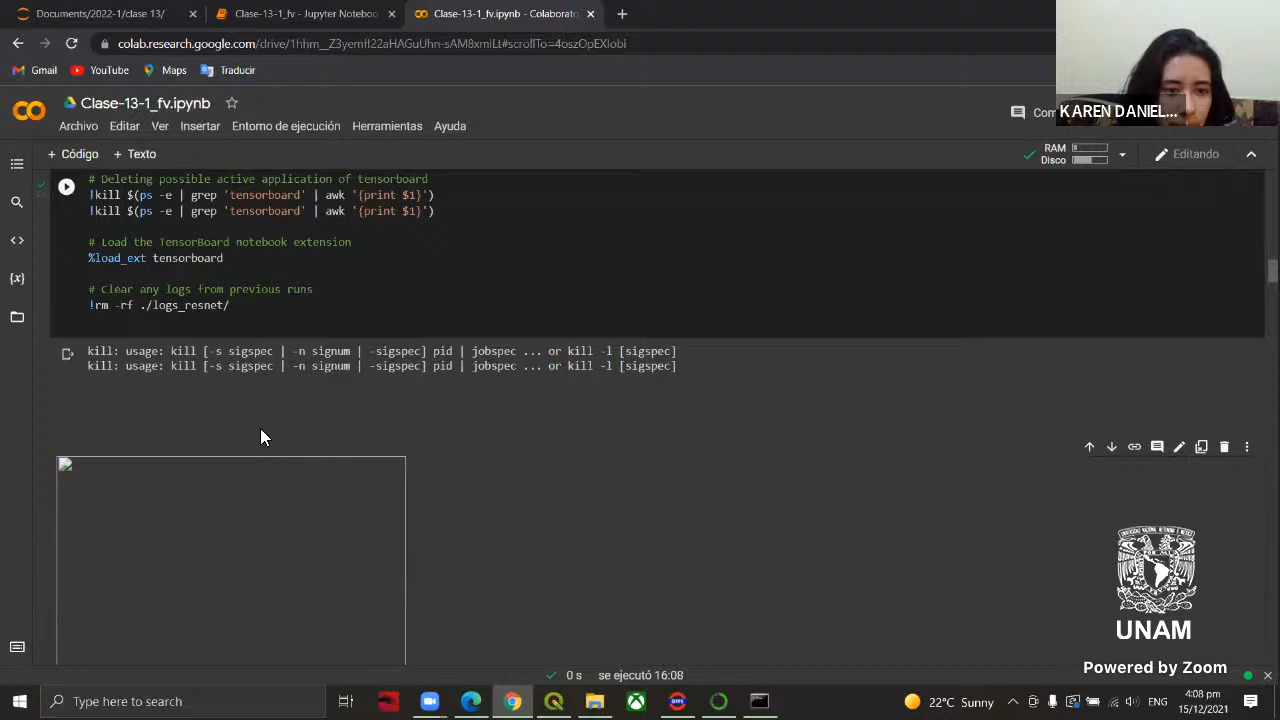 Documents/2022-1/clase 13/
Clase-13-1_fv - Jupyter Noteboo
Clase-13-1_fv.ipynb - Colaborato
colab.research.google.com/drive/1hhm__Z3yemfI22aHAGuUhn-sAM8xmiLt#scrollTo=4oszOpEXIobi
Gmail
YouTube
Maps
Traducir
Clase-13-1_fv.ipynb
Com
KAREN DANIEL...
Archivo Editar Ver Insertar Entorno de ejecución Herramientas Ayuda
+ Código + Texto
RAM
Disco
Editando
# Deleting possible active application of tensorboard
!kill $(ps -e | grep 'tensorboard' | awk '{print $1}')
!kill $(ps -e | grep 'tensorboard' | awk '{print $1}')
# Load the TensorBoard notebook extension
%load_ext tensorboard
# Clear any logs from previous runs
!rm -rf ./logs_resnet/
kill: usage: kill [-s sigspec | -n signum | -sigspec] pid | jobspec ... or kill -l [sigspec]
kill: usage: kill [-s sigspec | -n signum | -sigspec] pid | jobspec ... or kill -l [sigspec]
UNAM
Powered by Zoom
0 s se ejecutó 16:08
Type here to search
22°C Sunny
ENG
4:08 pm
15/12/2021